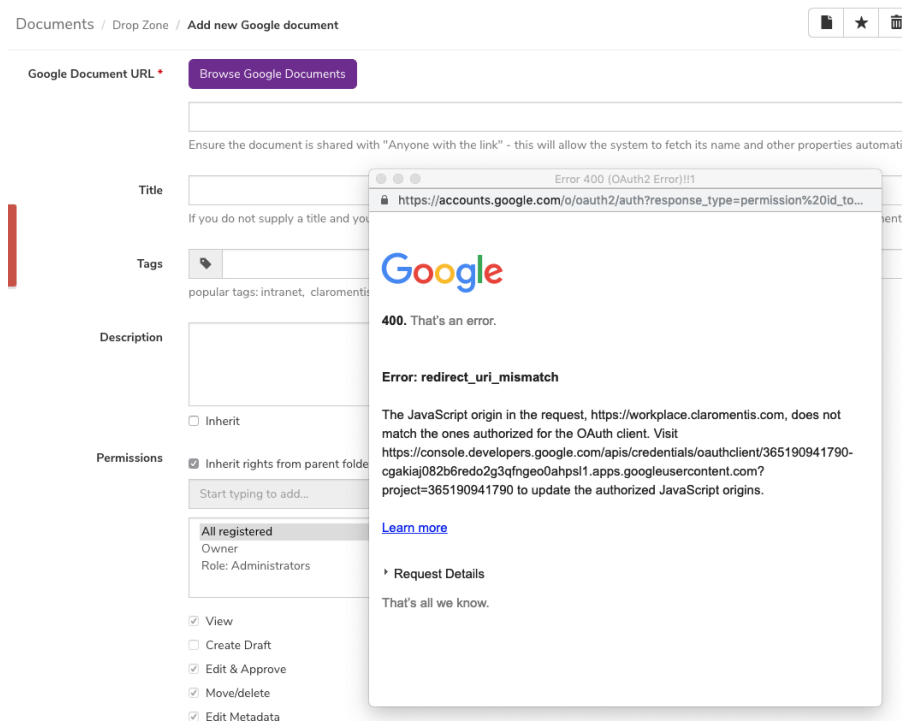 Documents / Drop Zone / Add new Google document
Google Document URL * Browse Google Documents
Ensure the document is shared with "Anyone with the link" - this will allow the system to fetch its name and other properties automati
Title
If you do not supply a title and you
Tags
popular tags: intranet, claromentis
Description
Inherit
Permissions
Inherit rights from parent folde
Start typing to add...
All registered
Owner
Role: Administrators
View
Create Draft
Edit & Approve
Move/delete
Edit Metadata
Error 400 (OAuth2 Error)!!1
https://accounts.google.com/o/oauth2/auth?response_type=permission%20id_to...
Google
400. That's an error.
Error: redirect_uri_mismatch
The JavaScript origin in the request, https://workplace.claromentis.com, does not
match the ones authorized for the OAuth client. Visit
https://console.developers.google.com/apis/credentials/oauthclient/365190941790-
cgakiaj082b6redo2g3qfngeo0ahpsl1.apps.googleusercontent.com?
project=365190941790 to update the authorized JavaScript origins.
Learn more
Request Details
That's all we know.